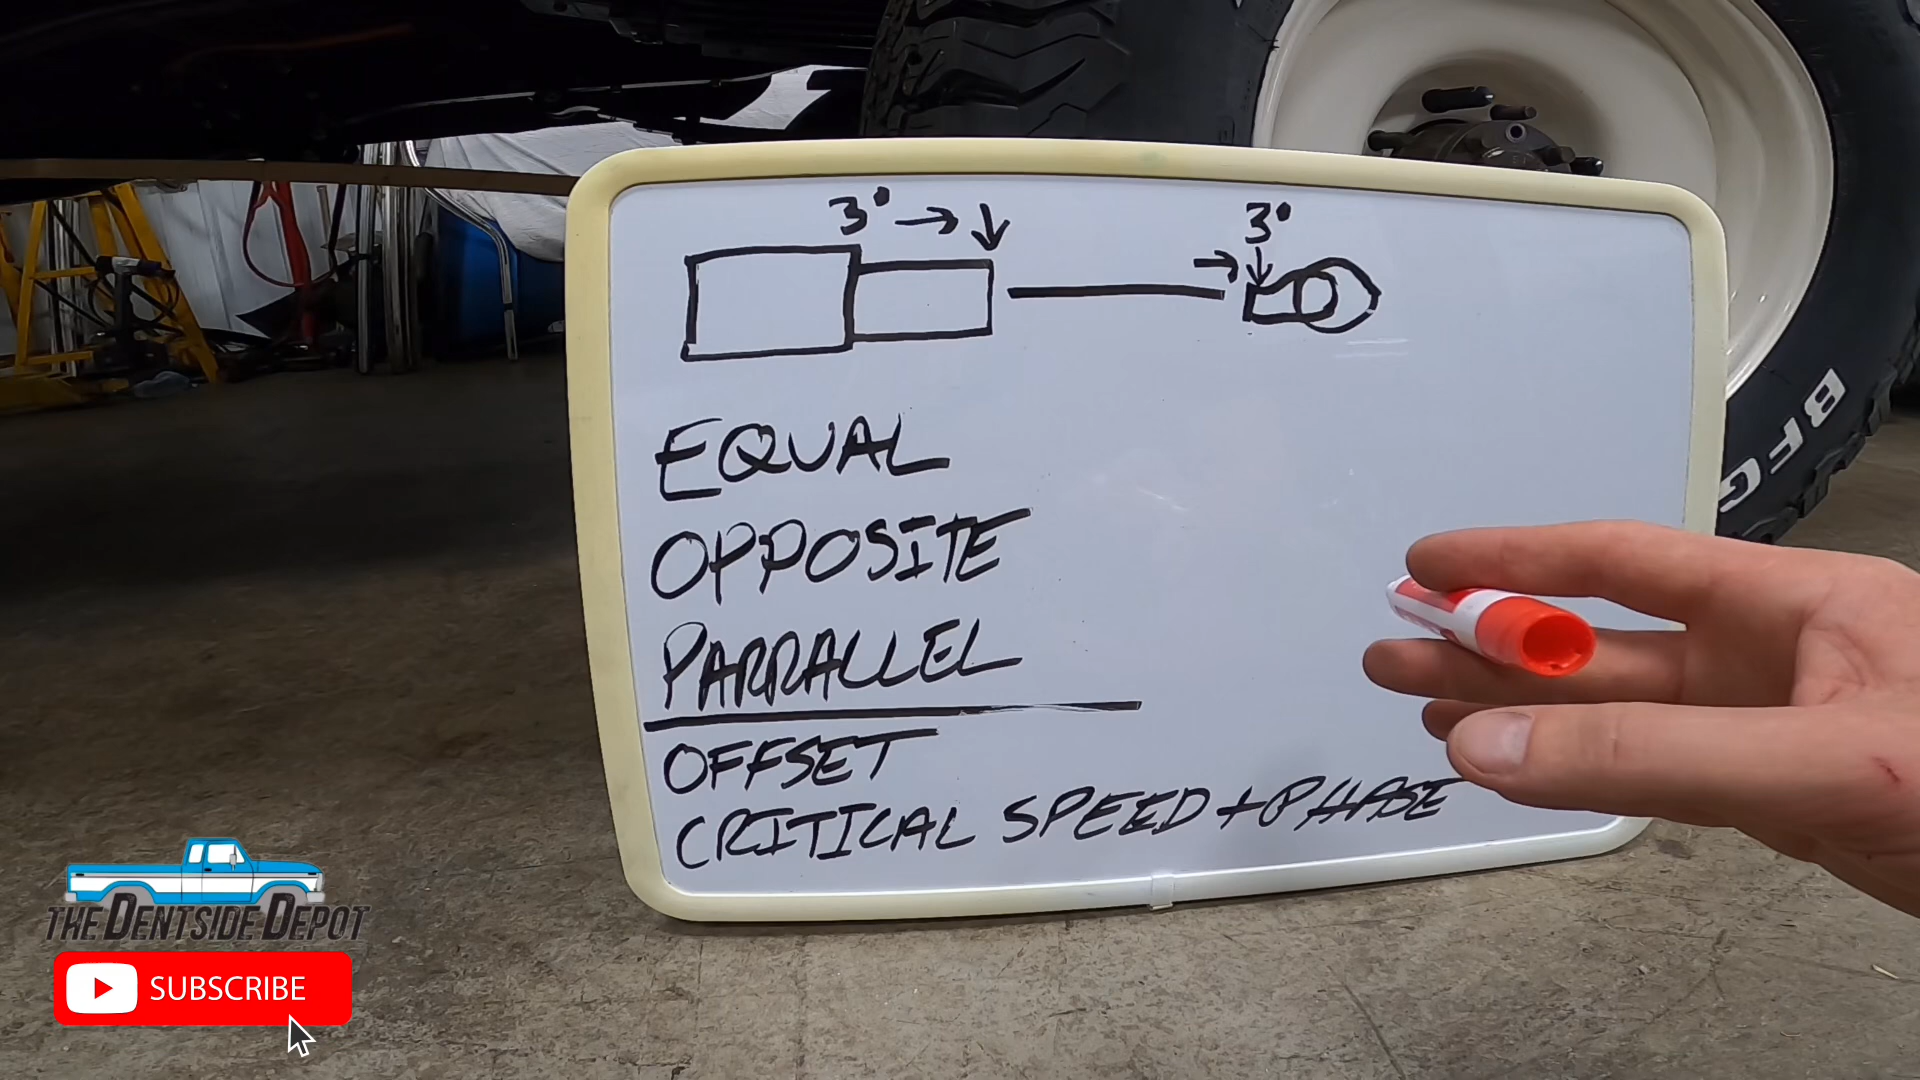 3° → ↓
→ 3° ↓
EQUAL
OPPOSITE
PARRALLEL
OFFSET
CRITICAL SPEED + PHASE
BFG
THE DENTSIDE DEPOT
SUBSCRIBE